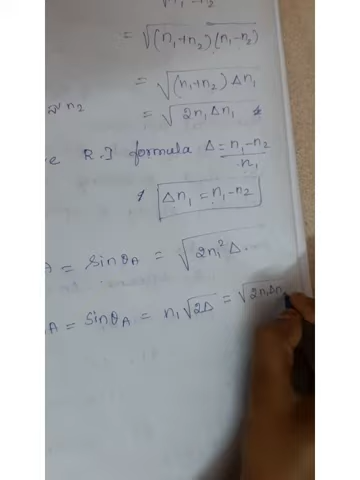 = √(n₁+n₂) (n₁-n₂)
= √(n₁+n₂) Δn₁
n₂ = √2n₁Δn₁
R.I formula Δ = n₁-n₂/n₁
Δn₁ = n₁-n₂
A = sinθA = √2n₁²Δ.
A = sinθA = n₁√2Δ = √2n₁Δn